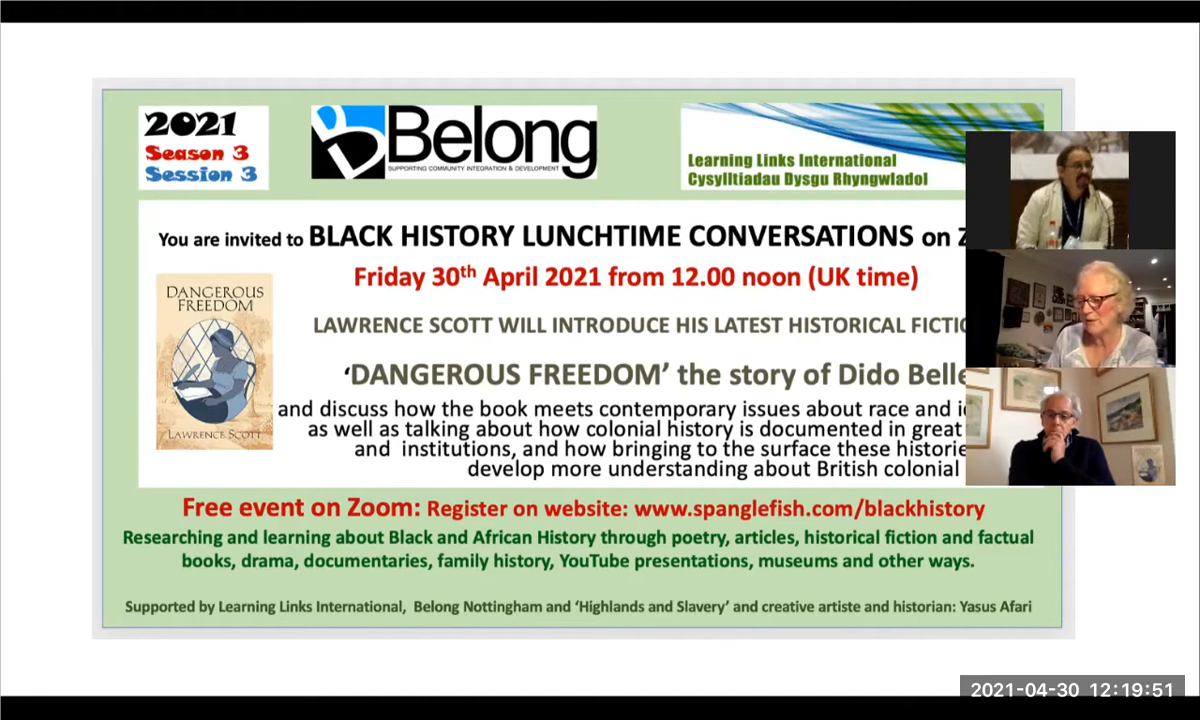 2021
Season 3
Session 3
Belong
SUPPORTING COMMUNITY INTEGRATION & DEVELOPMENT
Learning Links International
Cysylltiadau Dysgu Rhyngwladol
You are invited to BLACK HISTORY LUNCHTIME CONVERSATIONS on Z
Friday 30th April 2021 from 12.00 noon (UK time)
DANGEROUS
FREEDOM
LAWRENCE SCOTT
LAWRENCE SCOTT WILL INTRODUCE HIS LATEST HISTORICAL FICTIO
‘DANGEROUS FREEDOM’ the story of Dido Belle
and discuss how the book meets contemporary issues about race and i
as well as talking about how colonial history is documented in great
and institutions, and how bringing to the surface these historie
develop more understanding about British colonial
Free event on Zoom: Register on website: www.spanglefish.com/blackhistory
Researching and learning about Black and African History through poetry, articles, historical fiction and factual
books, drama, documentaries, family history, YouTube presentations, museums and other ways.
Supported by Learning Links International, Belong Nottingham and ‘Highlands and Slavery’ and creative artiste and historian: Yasus Afari
2021-04-30 12:19:51